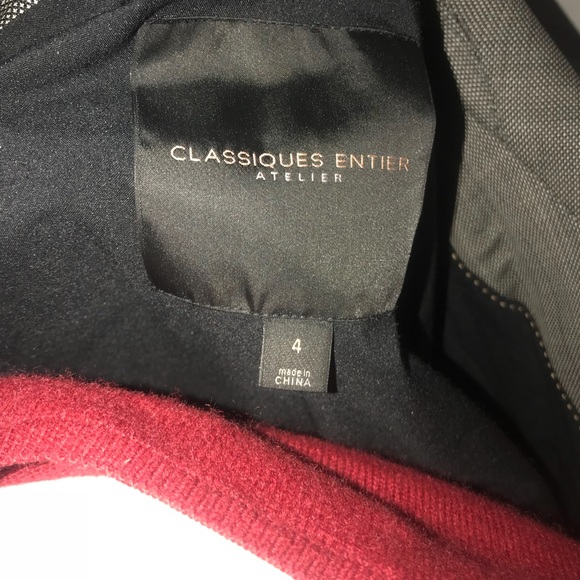 CLASSIQUES ENTIER
ATELIER
4
made in
CHINA